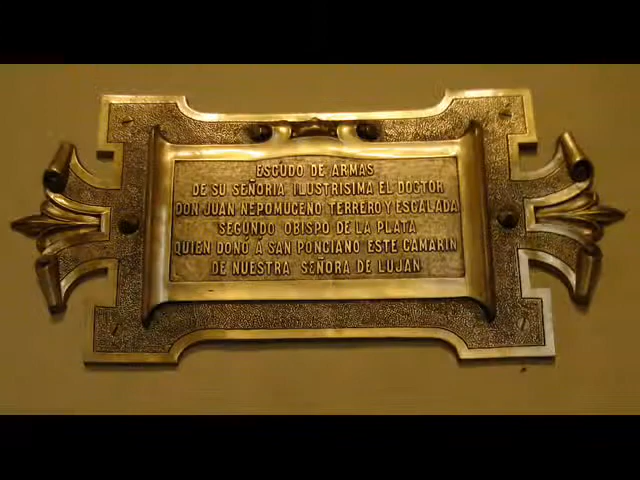 ESCUDO DE ARMAS
DE SU SEÑORIA ILUSTRISIMA EL DOCTOR
DON JUAN NEPOMUCENO TERRERO Y ESCALADA
SEGUNDO OBISPO DE LA PLATA
QUIEN DONÓ Á SAN PONCIANO ESTE CAMARIN
DE NUESTRA SEÑORA DE LUJAN